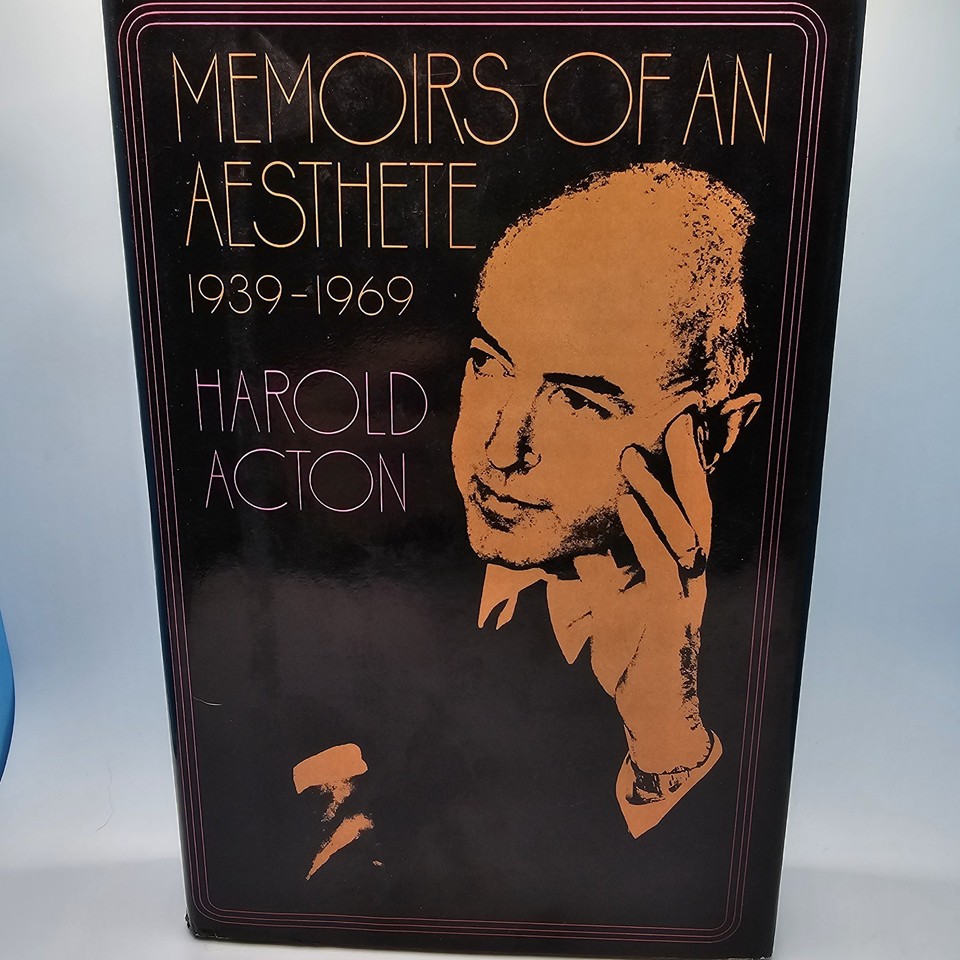 MEMOIRS OF AN
AESTHETE
1939-1969
HAROLD
ACTON